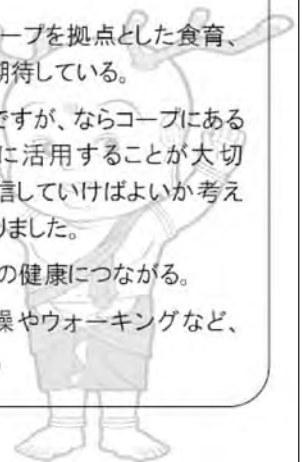 ープを拠点とした食育、
期待している。
ですが、ならコープにある
に活用することが大切
信していけばよいか考え
りました。
の健康につながる。
操やウォーキングなど、